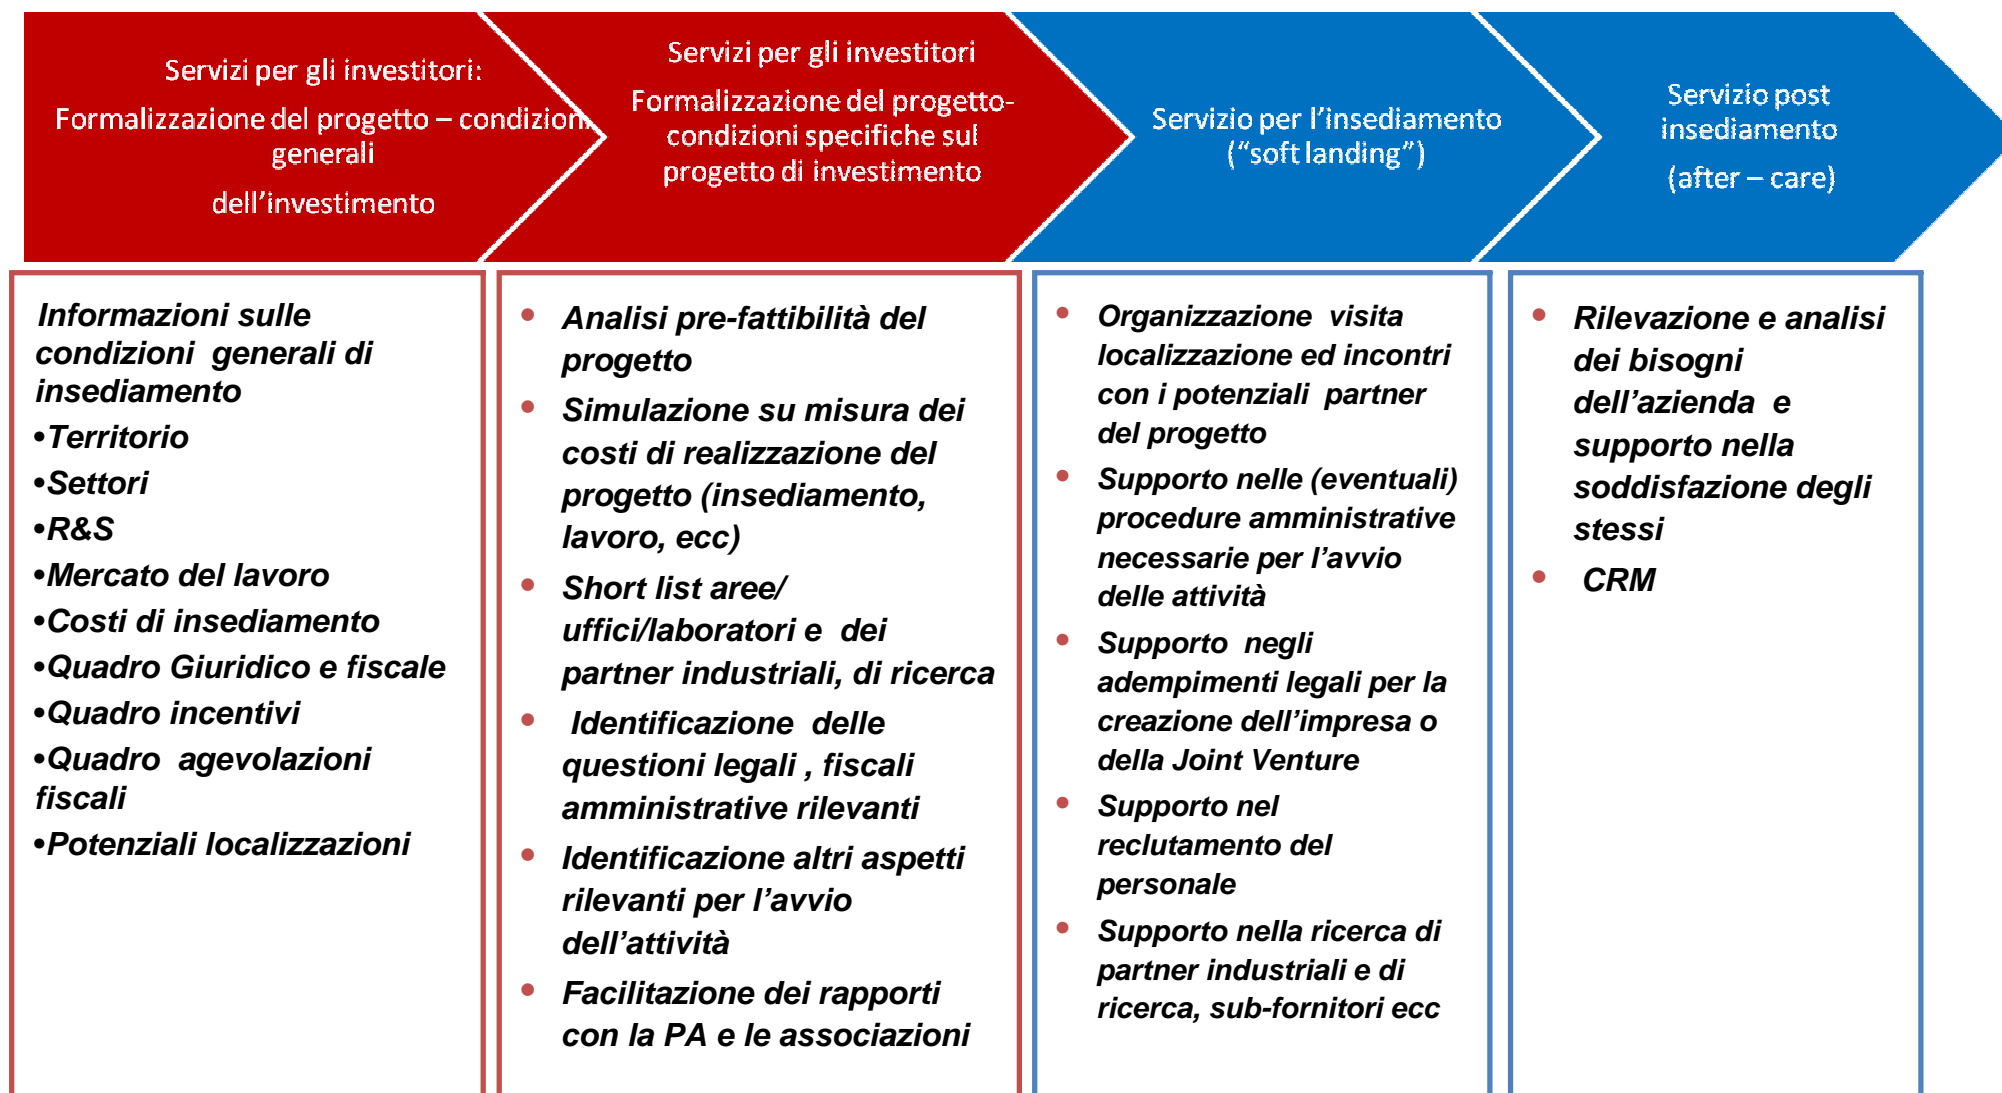 Servizi per gli investitori:
Formalizzazione del progetto – condizioni
generali
dell'investimento
Servizi per gli investitori
Formalizzazione del progetto-
condizioni specifiche sul
progetto di investimento
Servizio per l'insediamento
("soft landing")
Servizio post
insediamento
(after – care)
Informazioni sulle
condizioni generali di
insediamento
•Territorio
•Settori
•R&S
•Mercato del lavoro
•Costi di insediamento
•Quadro Giuridico e fiscale
•Quadro incentivi
•Quadro agevolazioni
fiscali
•Potenziali localizzazioni
• Analisi pre-fattibilità del
progetto
• Simulazione su misura dei
costi di realizzazione del
progetto (insediamento,
lavoro, ecc)
• Short list aree/
uffici/laboratori e dei
partner industriali, di ricerca
• Identificazione delle
questioni legali , fiscali
amministrative rilevanti
• Identificazione altri aspetti
rilevanti per l'avvio
dell'attività
• Facilitazione dei rapporti
con la PA e le associazioni
• Organizzazione visita
localizzazione ed incontri
con i potenziali partner
del progetto
• Supporto nelle (eventuali)
procedure amministrative
necessarie per l'avvio
delle attività
• Supporto negli
adempimenti legali per la
creazione dell'impresa o
della Joint Venture
• Supporto nel
reclutamento del
personale
• Supporto nella ricerca di
partner industriali e di
ricerca, sub-fornitori ecc
• Rilevazione e analisi
dei bisogni
dell'azienda e
supporto nella
soddisfazione degli
stessi
• CRM